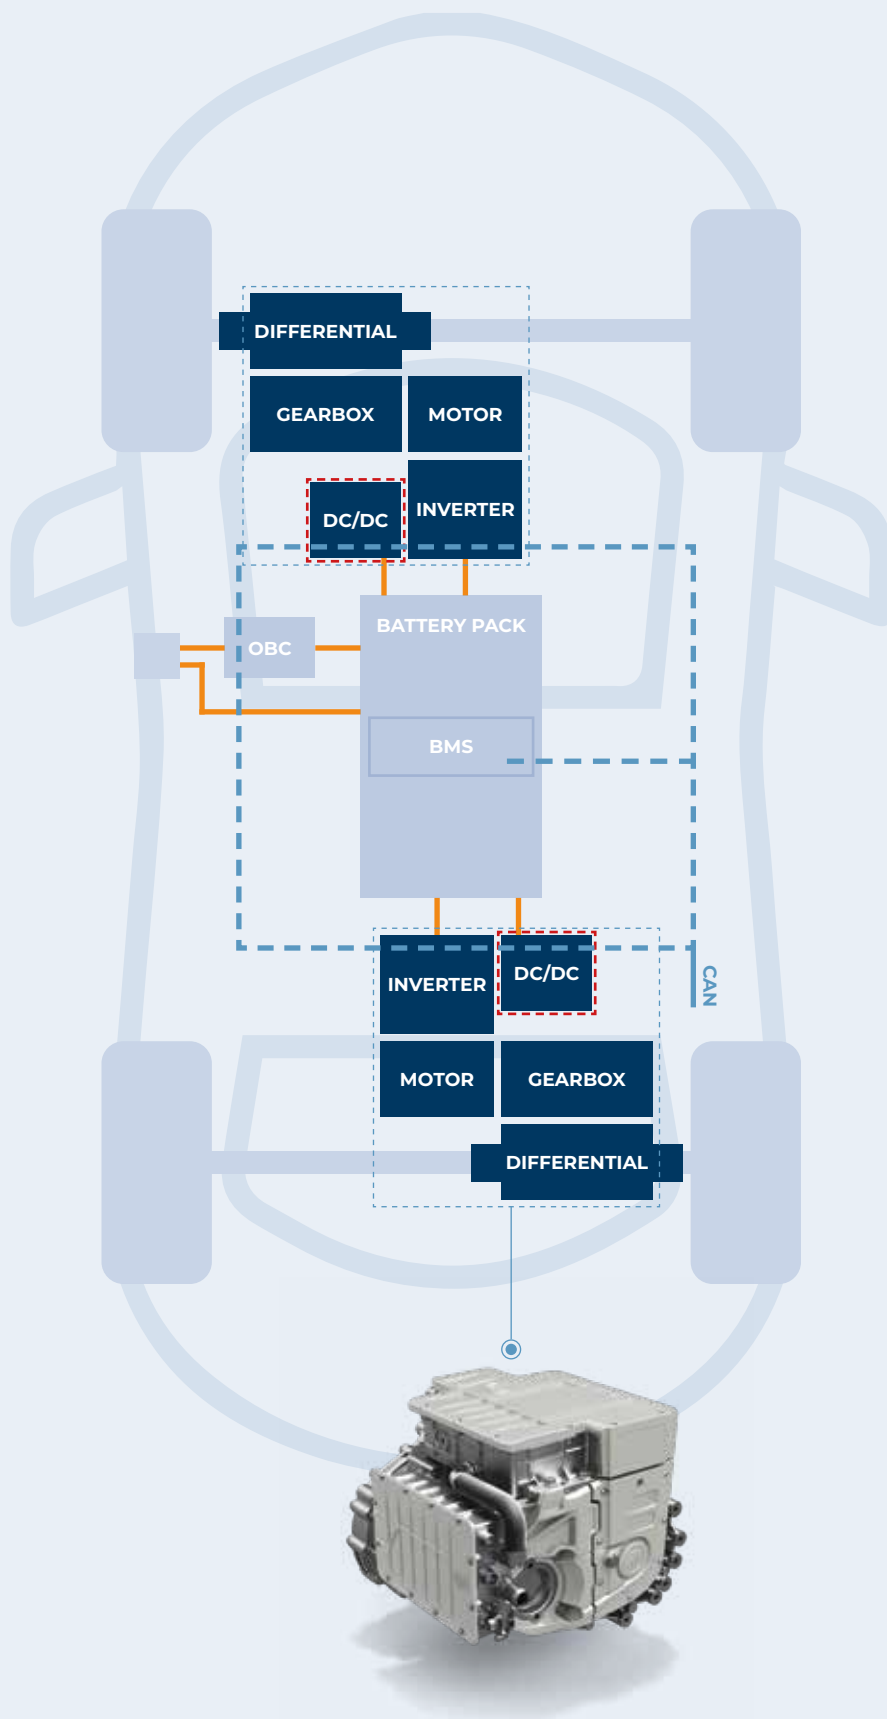 DIFFERENTIAL
GEARBOX
MOTOR
DC/DC
INVERTER
BATTERY PACK
OBC
BMS
INVERTER
DC/DC
CAN
MOTOR
GEARBOX
DIFFERENTIAL